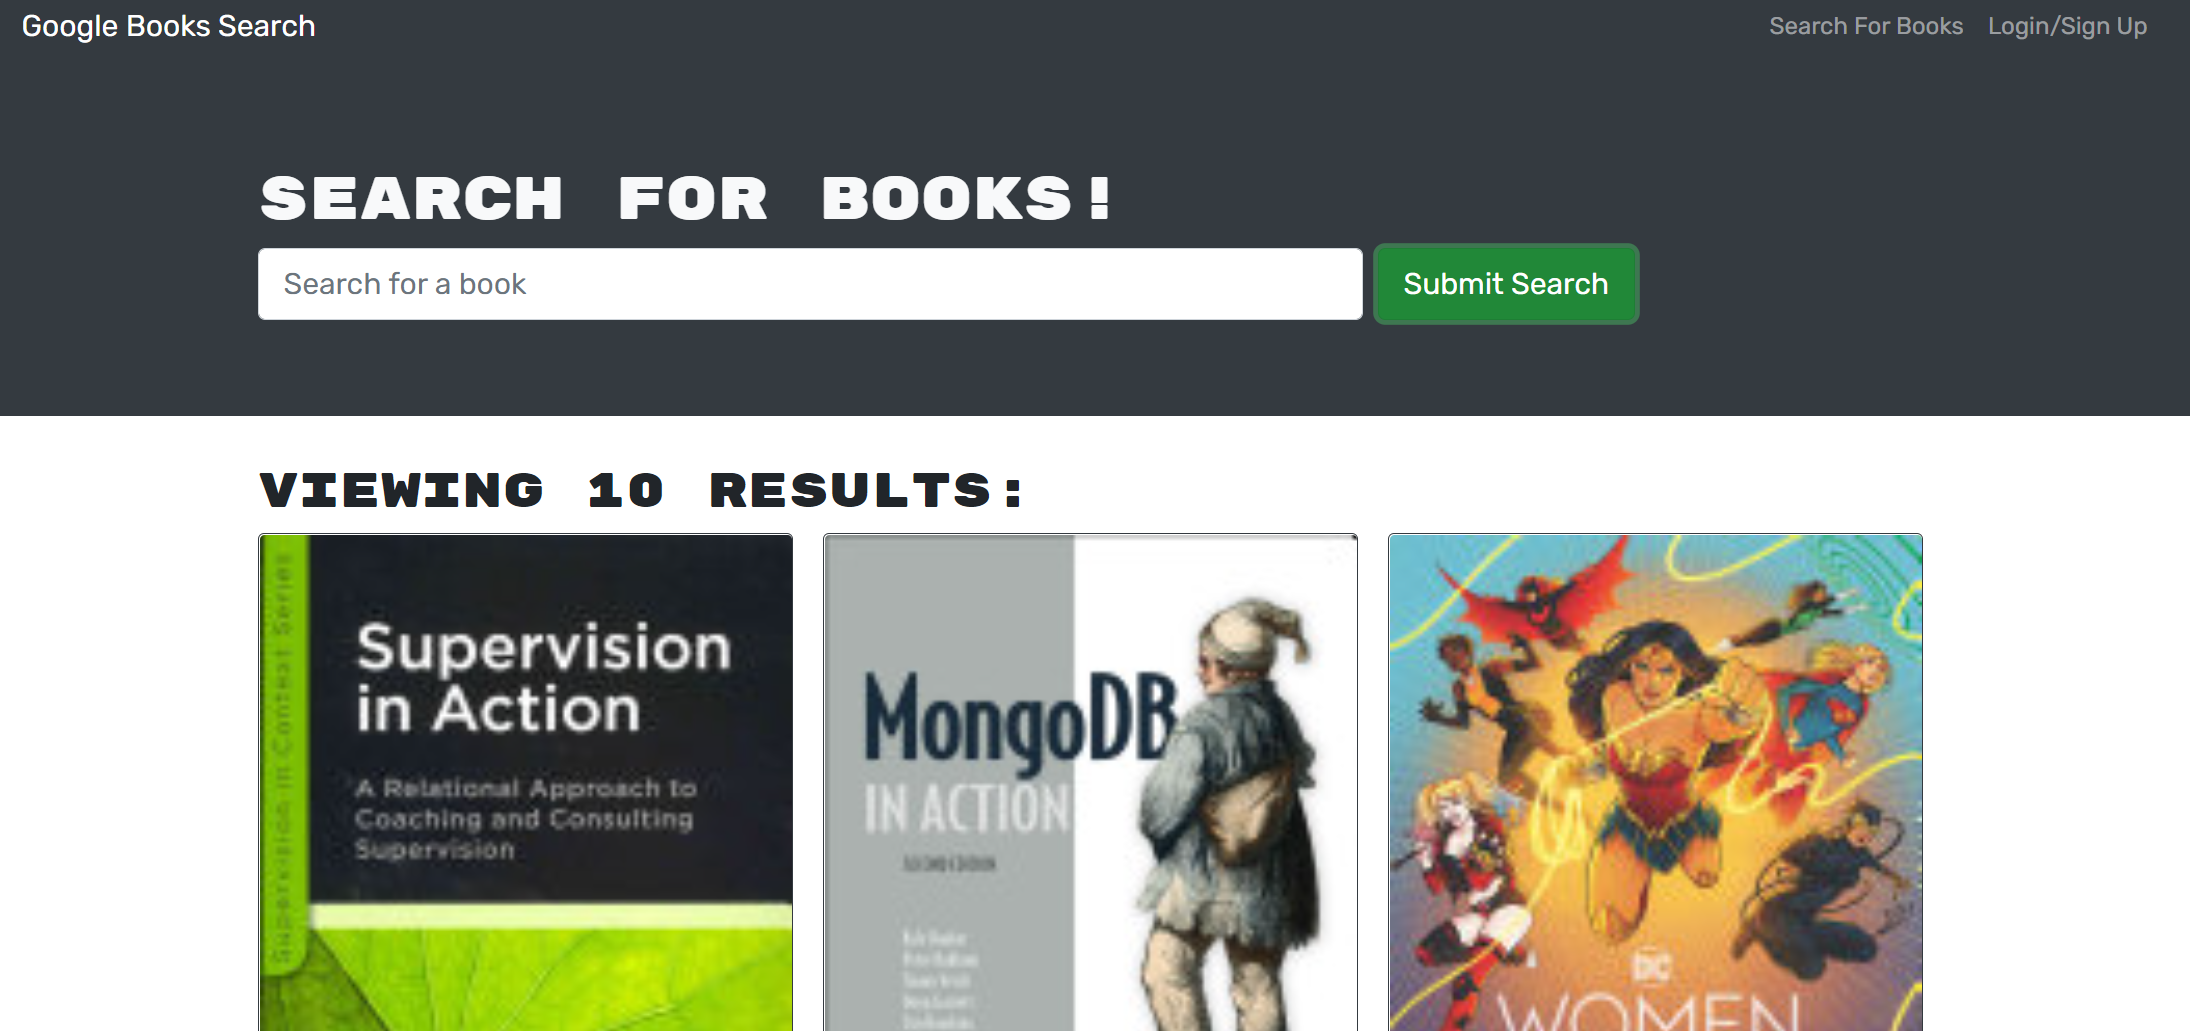 Google Books Search
Search For Books
Login/Sign Up
SEARCH FOR BOOKS!
Search for a book
Submit Search
VIEWING 10 RESULTS:
Supervision in Context Series
Supervision
in Action
A Relational Approach to
Coaching and Consulting
Supervision
MongoDB
IN ACTION
SECOND EDITION
DC
WOMEN